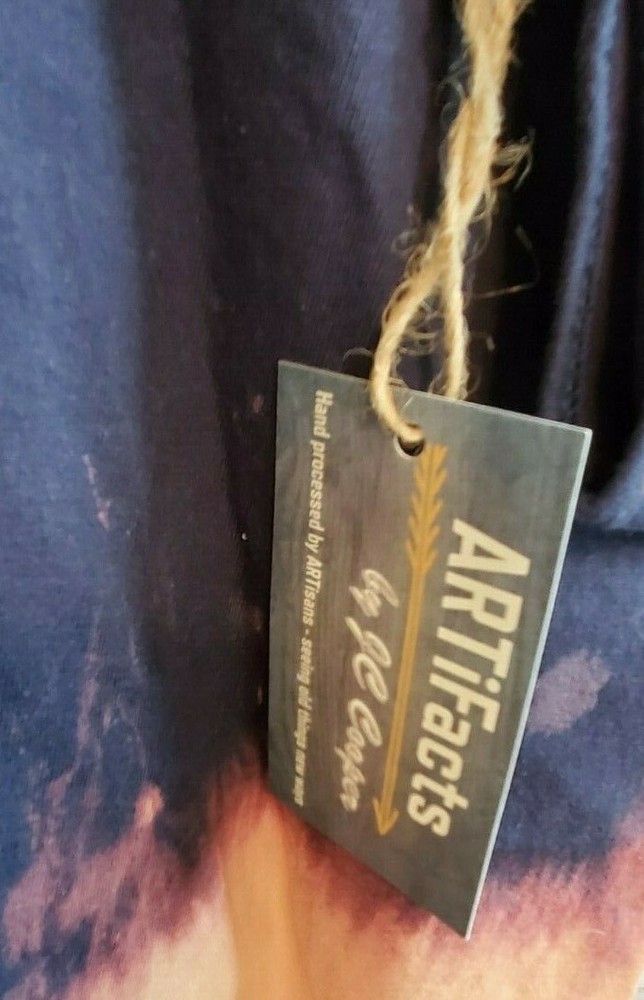 ARTiFacts
by JC Cooper
Hand processed by ARTisans - seeing old things new ways